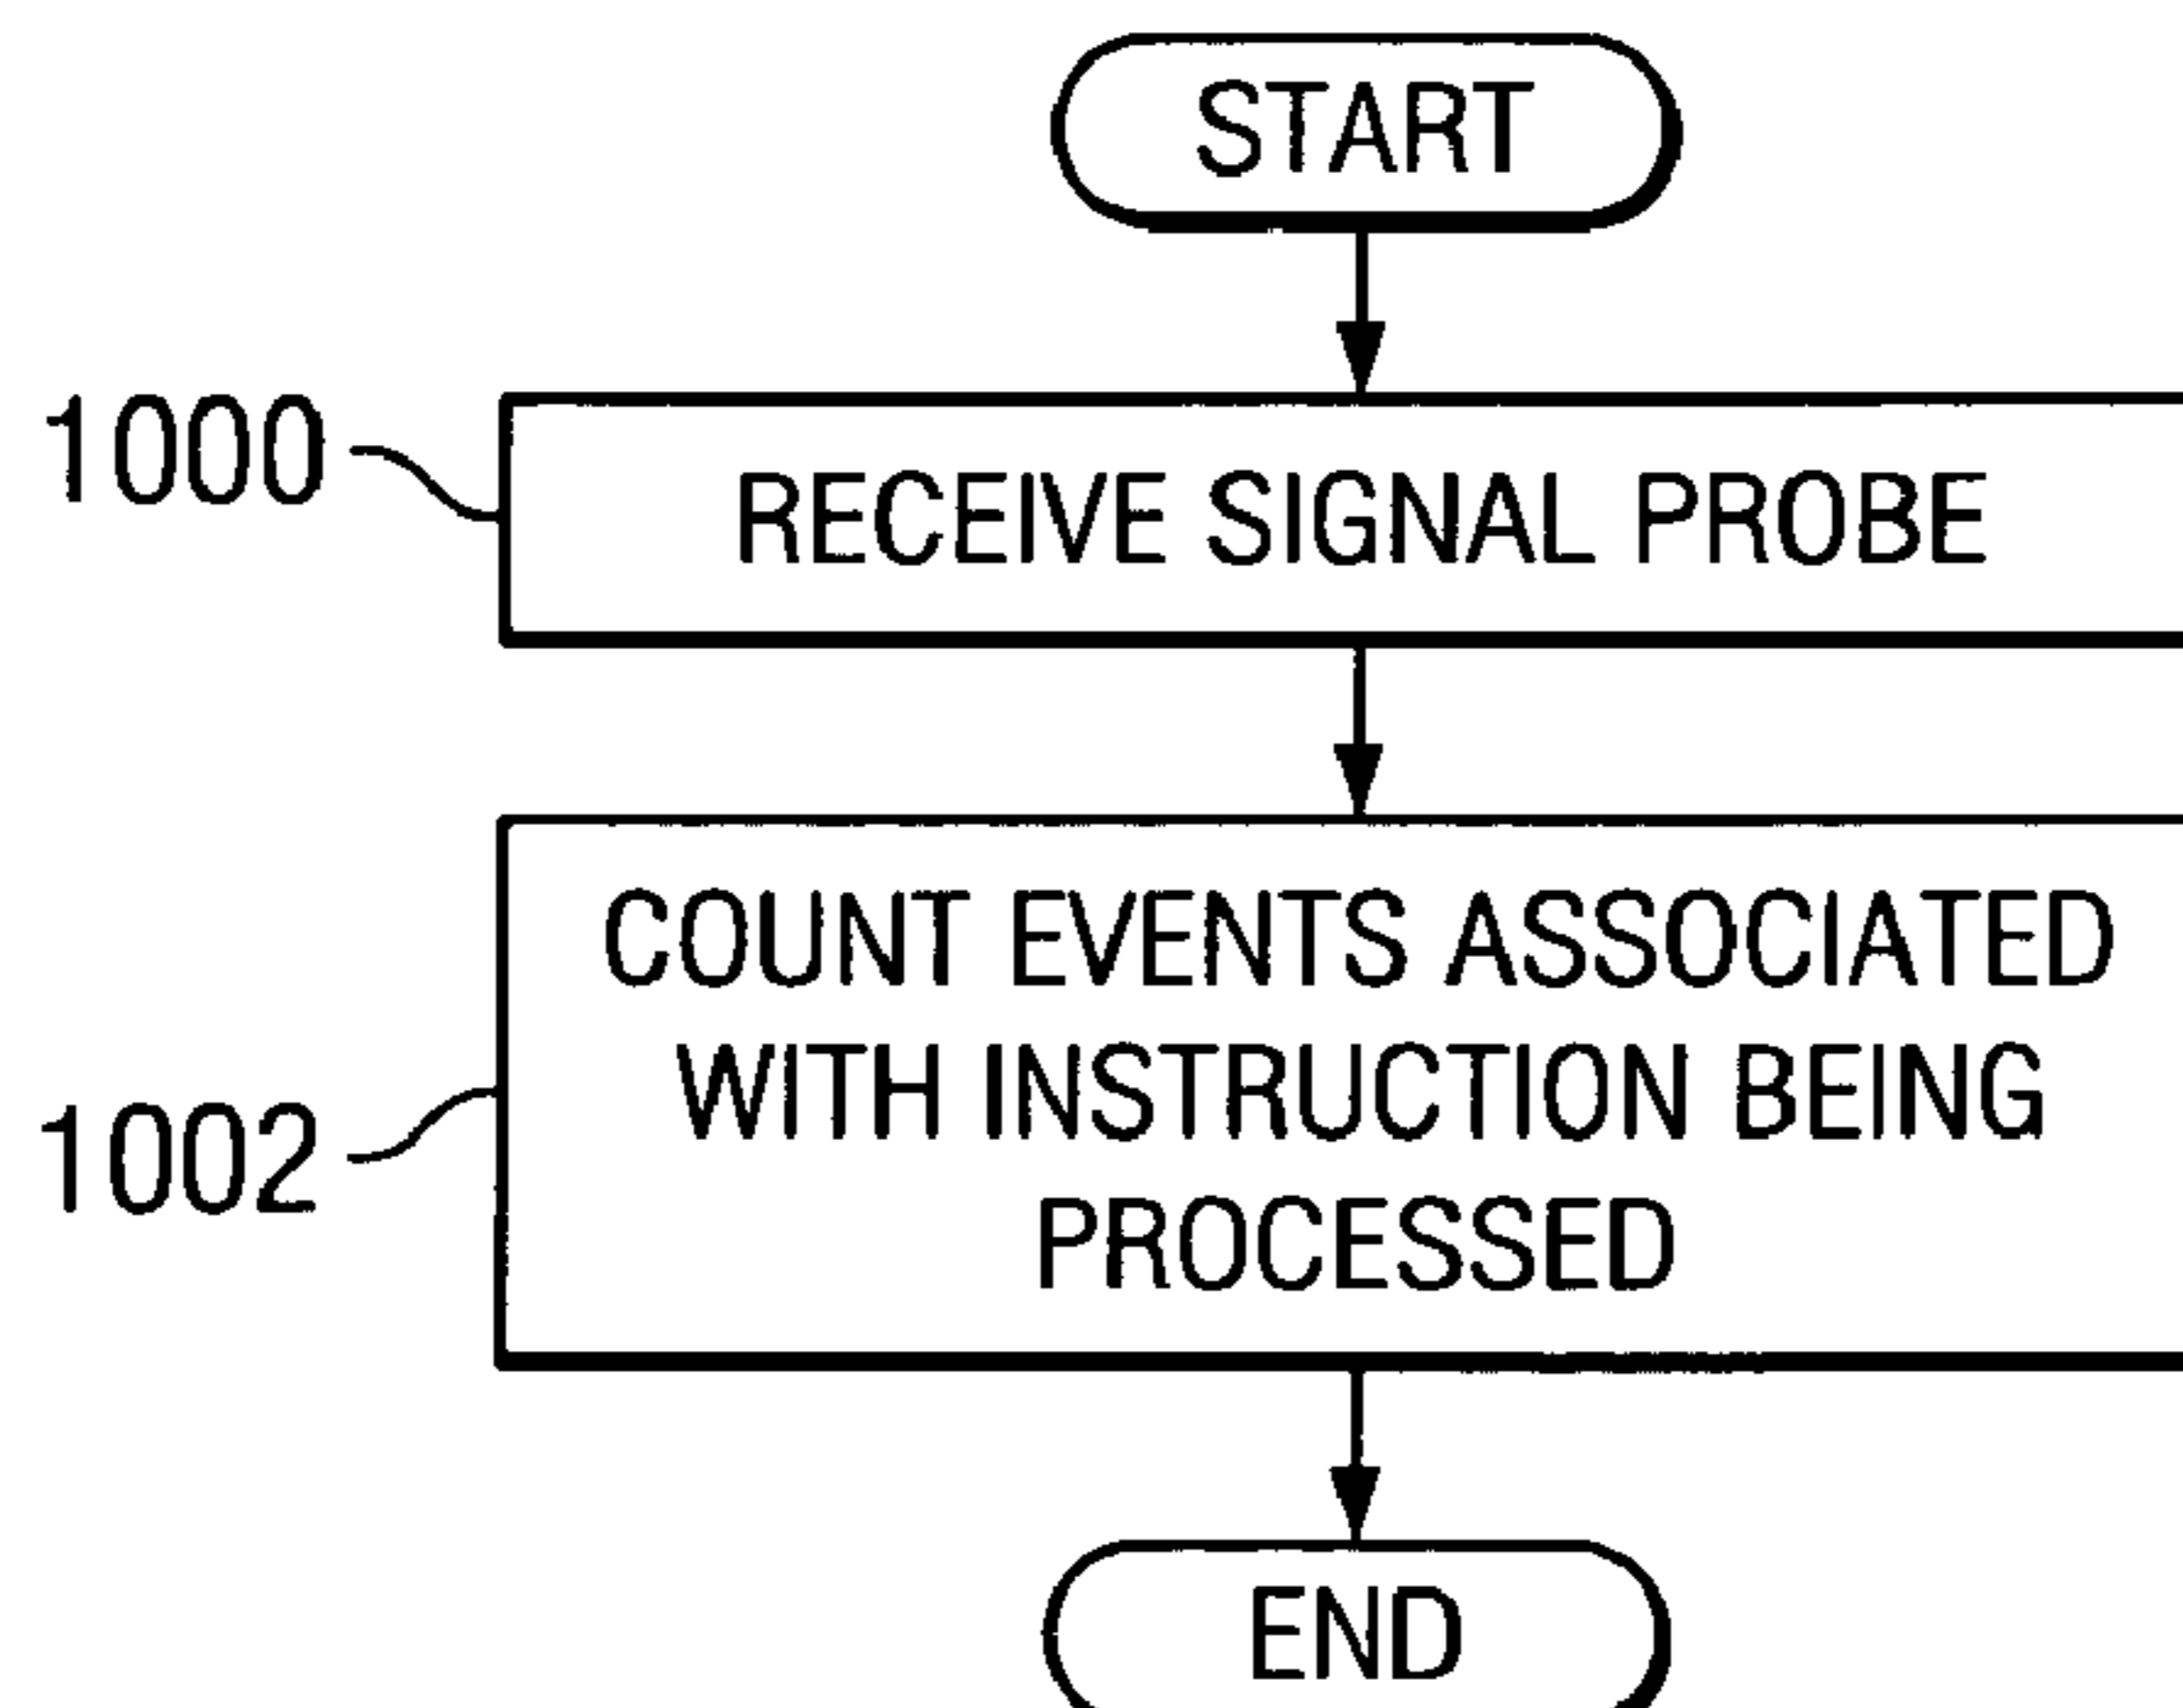 START
1000
RECEIVE SIGNAL PROBE
1002
COUNT EVENTS ASSOCIATED
WITH INSTRUCTION BEING
PROCESSED
END